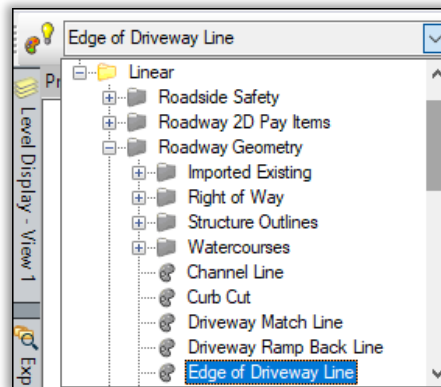 Edge of Driveway Line
Linear
Roadside Safety
Roadway 2D Pay Items
Roadway Geometry
Imported Existing
Right of Way
Structure Outlines
Watercourses
Channel Line
Curb Cut
Driveway Match Line
Driveway Ramp Back Line
Edge of Driveway Line
Pr
Level Display - View 1
Exp